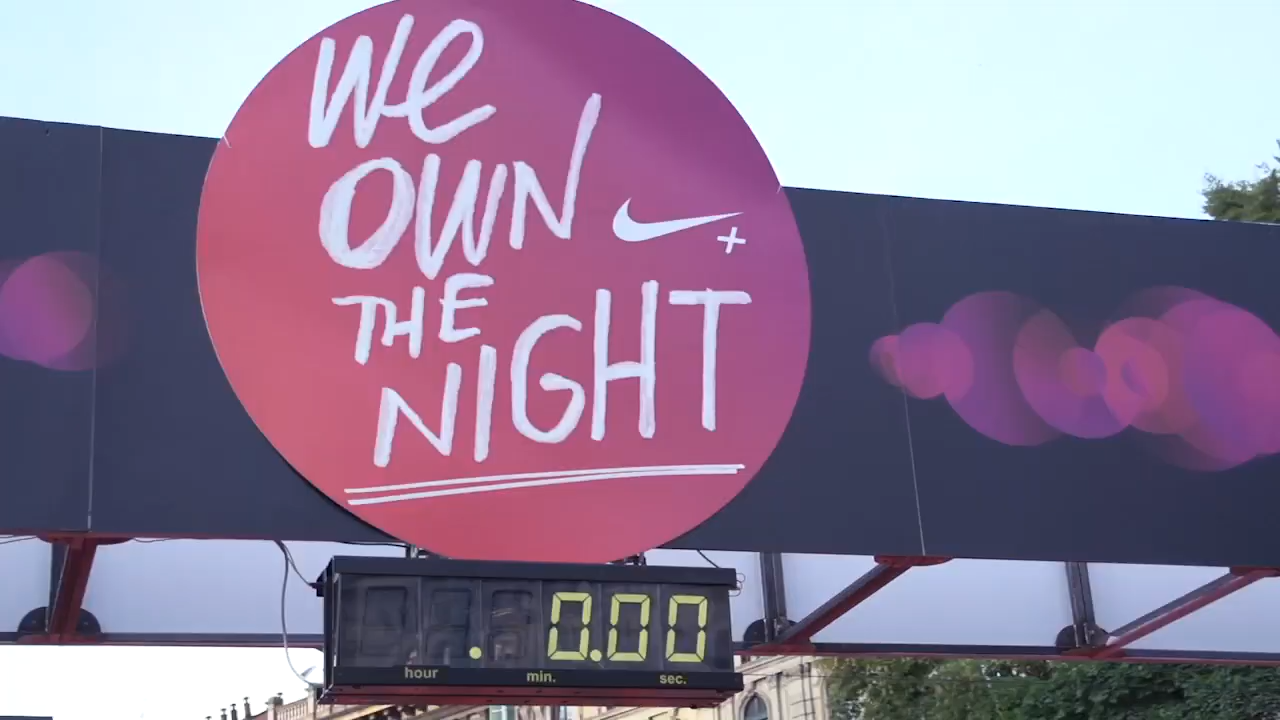 We
OWN
THE
NIGHT
+
. 0.00
hour min. sec.